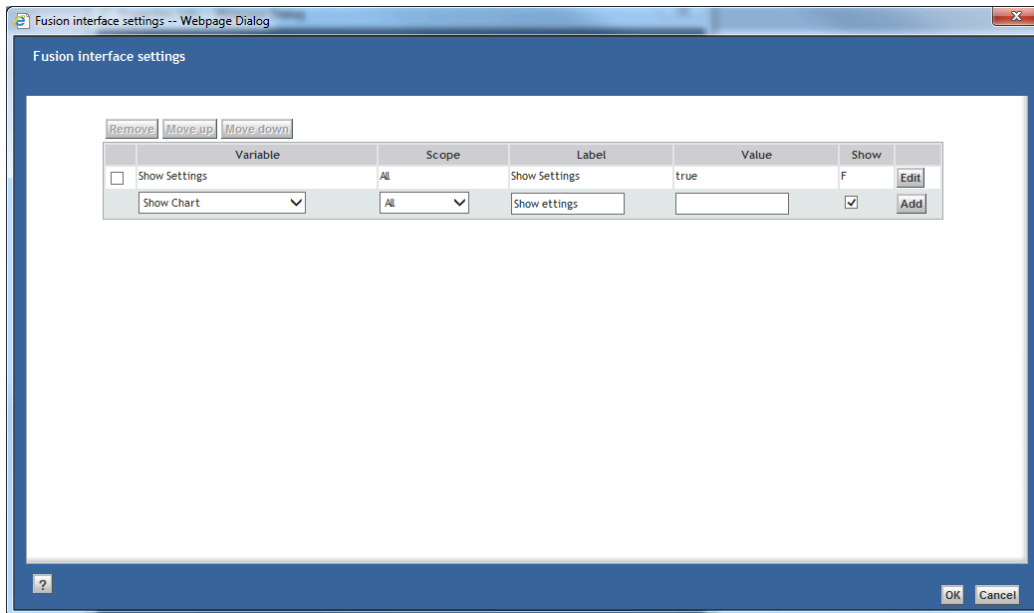 Fusion interface settings -- Webpage Dialog
x
Fusion interface settings
Remove Move up Move down
Variable Scope Label Value Show
Show Settings All Show Settings true F Edit
Show Chart All Show ettings Add
?
OK Cancel